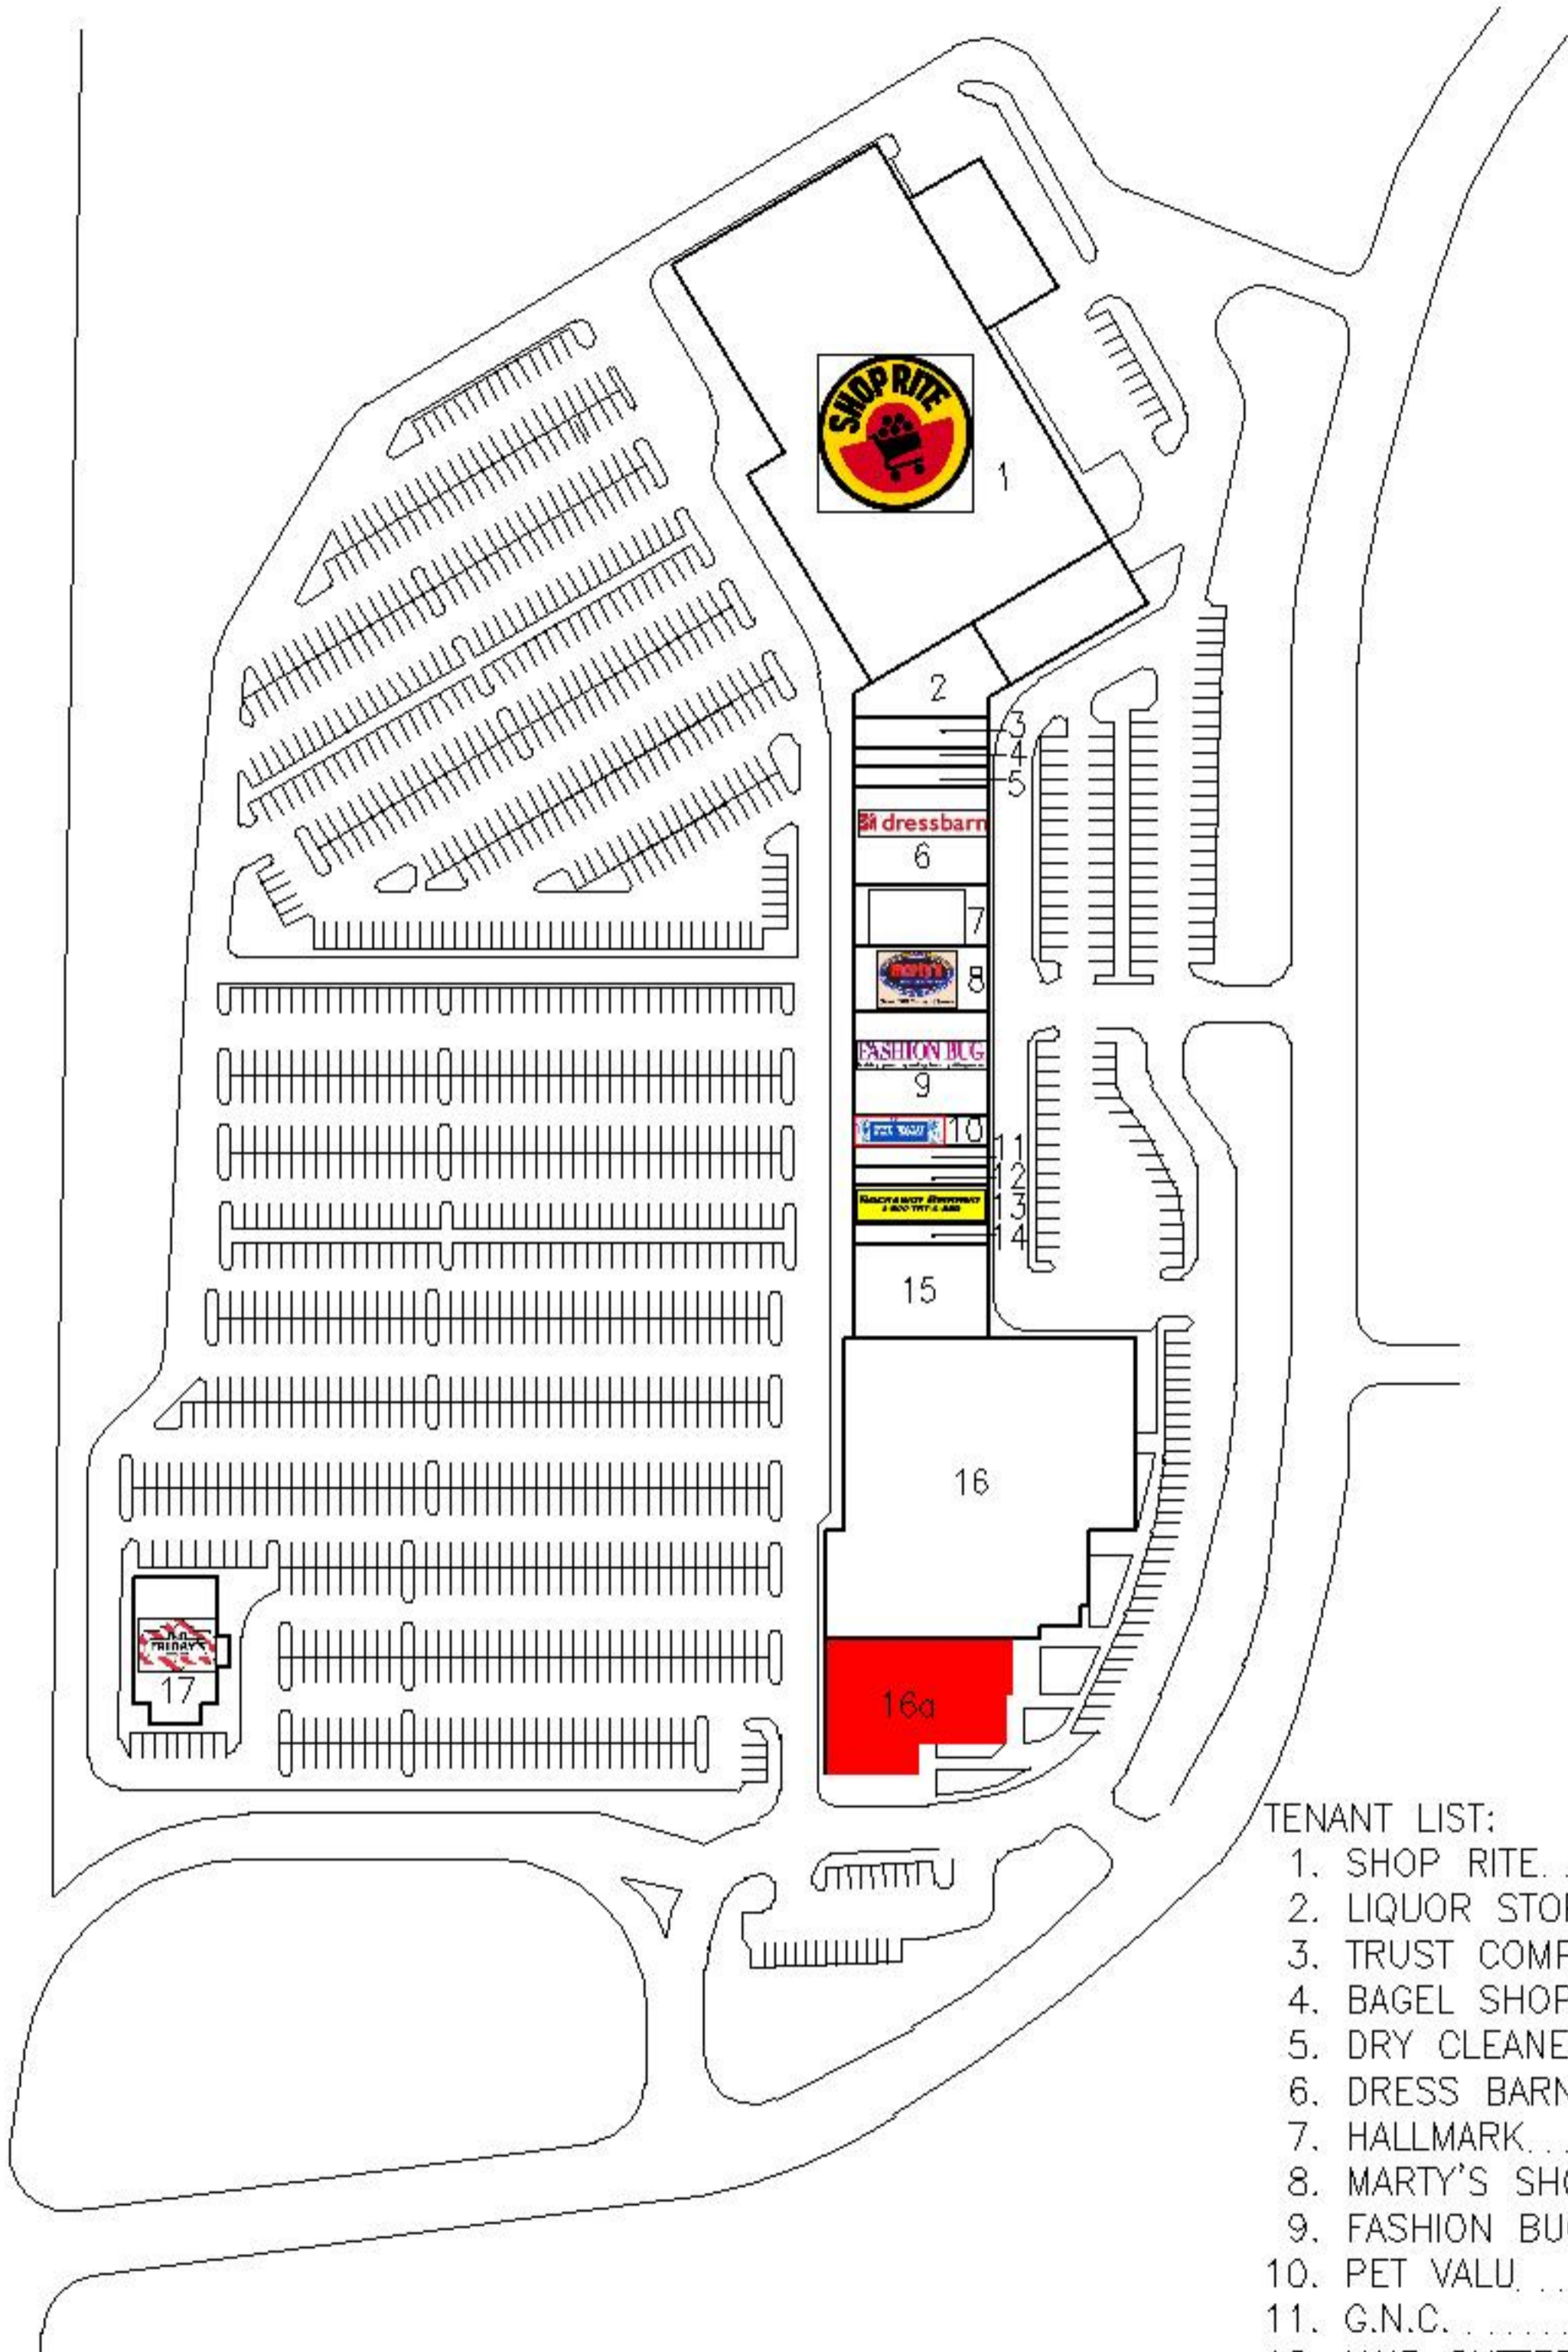 SHOP RITE
1
2
3
4
5
dressbarn
6
7
8
FASHION BUG
9
10
11
12
13
14
15
16
FRIDAY'S
17
16a
TENANT LIST:
1. SHOP RITE. .
2. LIQUOR STO
3. TRUST COMP
4. BAGEL SHOP
5. DRY CLEANE
6. DRESS BARN
7. HALLMARK. . .
8. MARTY'S SHO
9. FASHION BU
10. PET VALU. . .
11. G.N.C. . . . . . .